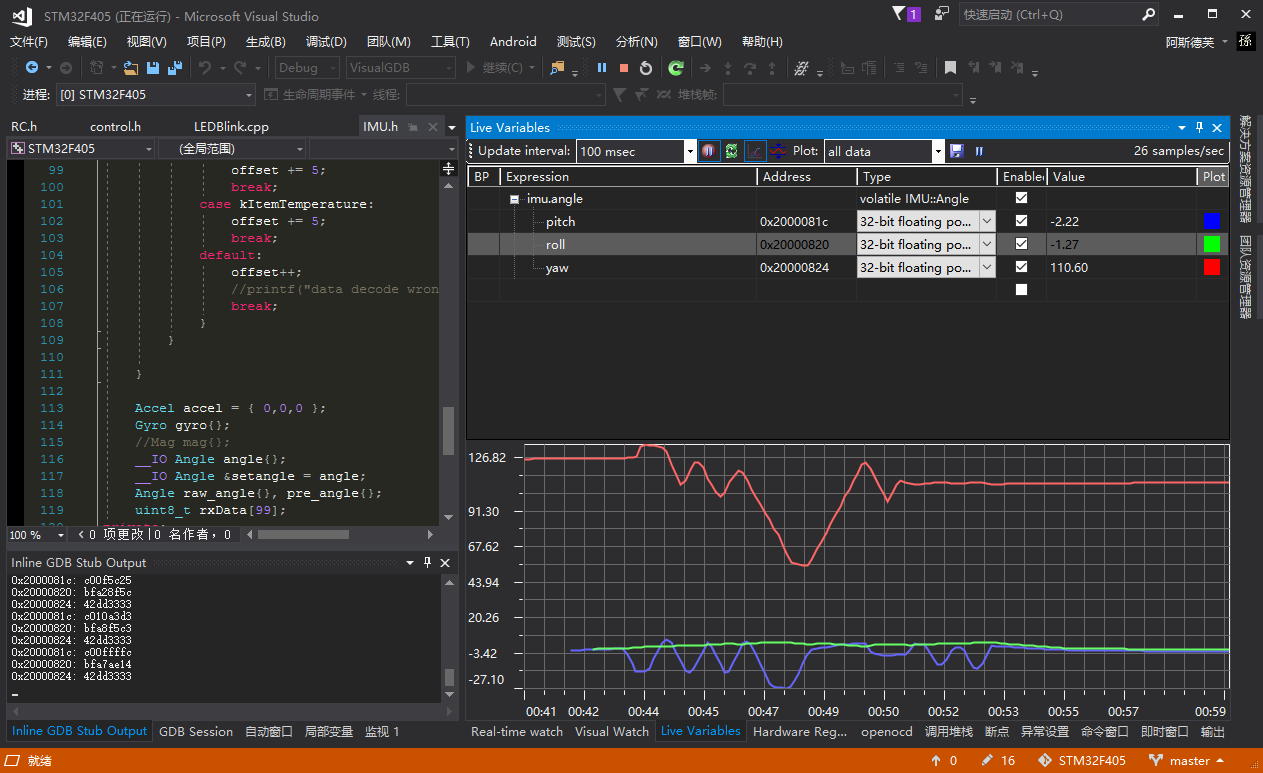 STM32F405 (正在运行) - Microsoft Visual Studio
1
快速启动 (Ctrl+Q)
文件(F) 编辑(E) 视图(V) 项目(P) 生成(B) 调试(D) 团队(M) 工具(T) Android 测试(S) 分析(N) 窗口(W) 帮助(H)
阿斯德芙
孫
Debug VisualGDB 继续(C)
进程: [0] STM32F405 生命周期事件 线程: 堆栈帧:
RC.h control.h LEDBlink.cpp IMU.h
STM32F405 (全局范围)
99 offset += 5;
100 break;
101 case kItemTemperature:
102 offset += 5;
103 break;
104 default:
105 offset++;
106 //printf("data decode wron
107 break;
108 }
109 }
110
111 }
112
113 Accel accel = { 0,0,0 };
114 Gyro gyro{};
115 //Mag mag{};
116 __IO Angle angle{};
117 __IO Angle &setangle = angle;
118 Angle raw_angle{}, pre_angle{};
119 uint8_t rxData[99];
100 % 0 项更改 | 0 名作者, 0
Inline GDB Stub Output
0x2000081c: c00f5c25
0x20000820: bfa28f5c
0x20000824: 42dd3333
0x2000081c: c010a3d3
0x20000820: bfa8f5c3
0x20000824: 42dd3333
0x2000081c: c00ffffc
0x20000820: bfa7ae14
0x20000824: 42dd3333
Inline GDB Stub Output GDB Session 自动窗口 局部变量 监视 1
Live Variables
Update interval: 100 msec Plot: all data 26 samples/sec
BP Expression Address Type Enabled Value Plot
imu.angle volatile IMU::Angle
pitch 0x2000081c 32-bit floating po... -2.22
roll 0x20000820 32-bit floating po... -1.27
yaw 0x20000824 32-bit floating po... 110.60
126.82
91.30
67.62
43.94
20.26
-3.42
-27.10
00:41 00:42 00:44 00:45 00:47 00:49 00:50 00:52 00:53 00:55 00:57 00:59
Real-time watch Visual Watch Live Variables Hardware Reg... openocd 调用堆栈 断点 异常设置 命令窗口 即时窗口 输出
解决方案资源管理器
团队资源管理器
就绪
0 16 STM32F405 master